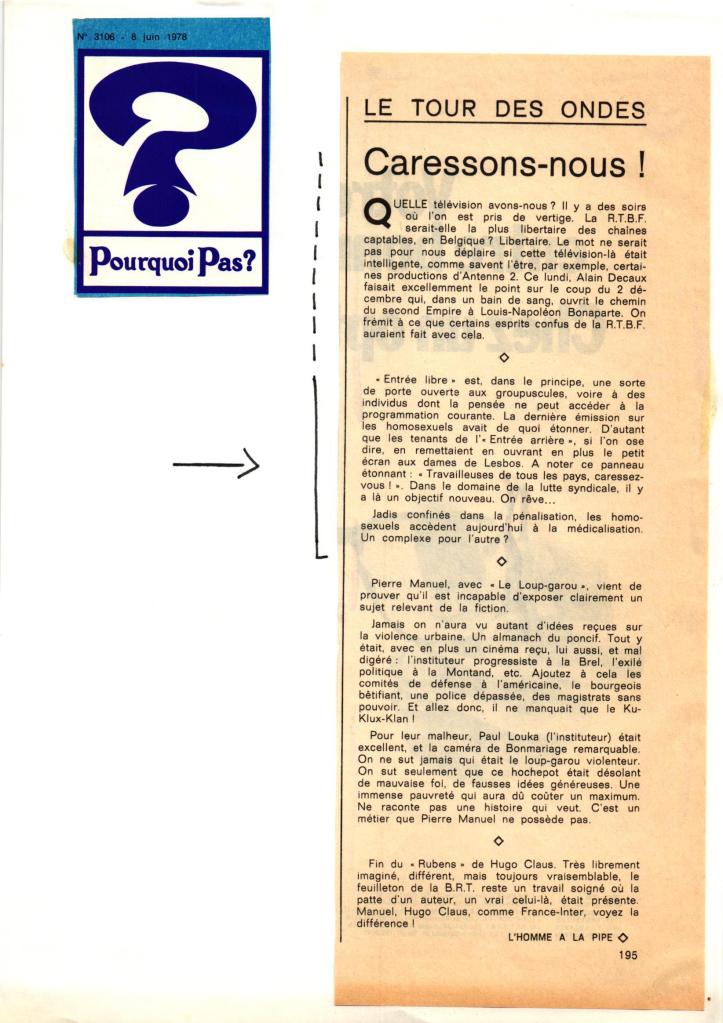 N° 3106 - 8 juin 1978
Pourquoi Pas?
LE TOUR DES ONDES
Caressons-nous !
QUELLE télévision avons-nous ? Il y a des soirs
où l'on est pris de vertige. La R.T.B.F.
serait-elle la plus libertaire des chaînes
captables, en Belgique ? Libertaire. Le mot ne serait
pas pour nous déplaire si cette télévision-là était
intelligente, comme savent l'être, par exemple, certai-
nes productions d'Antenne 2. Ce lundi, Alain Decaux
faisait excellemment le point sur le coup du 2 dé-
cembre qui, dans un bain de sang, ouvrit le chemin
du second Empire à Louis-Napoléon Bonaparte. On
frémit à ce que certains esprits confus de la R.T.B.F.
auraient fait avec cela.
« Entrée libre » est, dans le principe, une sorte
de porte ouverte aux groupuscules, voire à des
individus dont la pensée ne peut accéder à la
programmation courante. La dernière émission sur
les homosexuels avait de quoi étonner. D'autant
que les tenants de l'« Entrée arrière », si l'on ose
dire, en remettaient en ouvrant en plus le petit
écran aux dames de Lesbos. A noter ce panneau
étonnant : « Travailleuses de tous les pays, caressez-
vous ! ». Dans le domaine de la lutte syndicale, il y
a là un objectif nouveau. On rêve...
Jadis confinés dans la pénalisation, les homo-
sexuels accèdent aujourd'hui à la médicalisation.
Un complexe pour l'autre ?
Pierre Manuel, avec « Le Loup-garou », vient de
prouver qu'il est incapable d'exposer clairement un
sujet relevant de la fiction.
Jamais on n'aura vu autant d'idées reçues sur
la violence urbaine. Un almanach du poncif. Tout y
était, avec en plus un cinéma reçu, lui aussi, et mal
digéré : l'instituteur progressiste à la Brel, l'exilé
politique à la Montand, etc. Ajoutez à cela les
comités de défense à l'américaine, le bourgeois
bêtifiant, une police dépassée, des magistrats sans
pouvoir. Et allez donc, il ne manquait que le Ku-
Klux-Klan !
Pour leur malheur, Paul Louka (l'instituteur) était
excellent, et la caméra de Bonmariage remarquable.
On ne sut jamais qui était le loup-garou violenteur.
On sut seulement que ce hochepot était désolant
de mauvaise foi, de fausses idées généreuses. Une
immense pauvreté qui aura dû coûter un maximum.
Ne raconte pas une histoire qui veut. C'est un
métier que Pierre Manuel ne possède pas.
Fin du « Rubens » de Hugo Claus. Très librement
imaginé, différent, mais toujours vraisemblable, le
feuilleton de la B.R.T. reste un travail soigné où la
patte d'un auteur, un vrai celui-là, était présente.
Manuel, Hugo Claus, comme France-Inter, voyez la
différence !
L'HOMME A LA PIPE
195